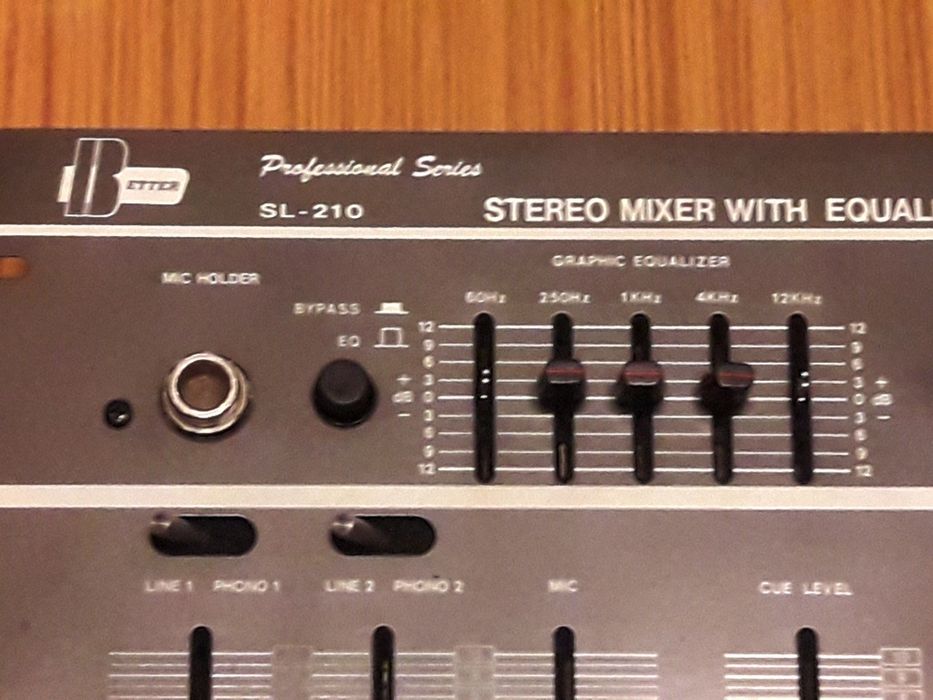 BETTER
Professional Series
SL-210
STEREO MIXER WITH EQUALI
MIC HOLDER
GRAPHIC EQUALIZER
60Hz 250Hz 1KHz 4KHz 12KHz
BYPASS
EQ
12 12
9 9
6 6
+ 3 3 +
dB 0 0 dB
- 3 3 -
6 6
9 9
12 12
LINE 1 PHONO 1 LINE 2 PHONO 2 MIC CUE LEVEL